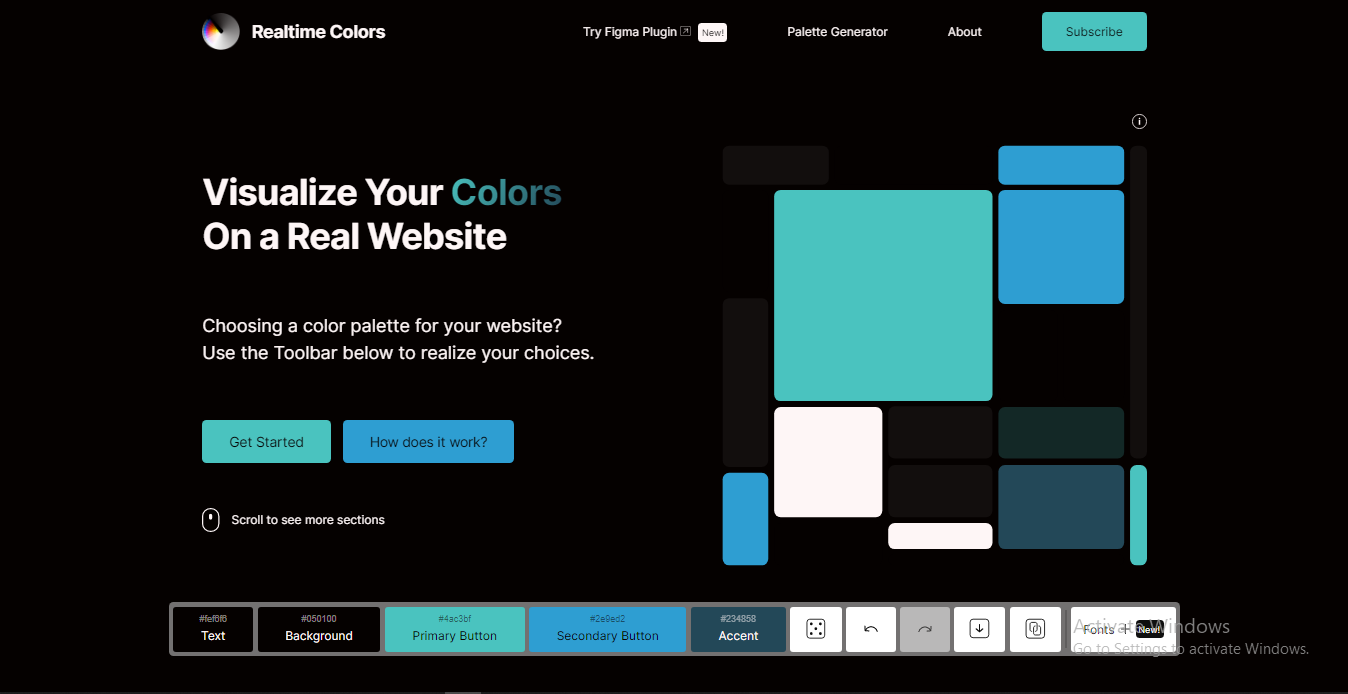 Realtime Colors
Try Figma Plugin New!
Palette Generator
About
Subscribe
Visualize Your Colors
On a Real Website
Choosing a color palette for your website?
Use the Toolbar below to realize your choices.
Get Started
How does it work?
Scroll to see more sections
#fef6f6
Text
#050100
Background
#4ac3bf
Primary Button
#2e9ed2
Secondary Button
#234858
Accent
Fonts + New!
Activate Windows
Go to Settings to activate Windows.